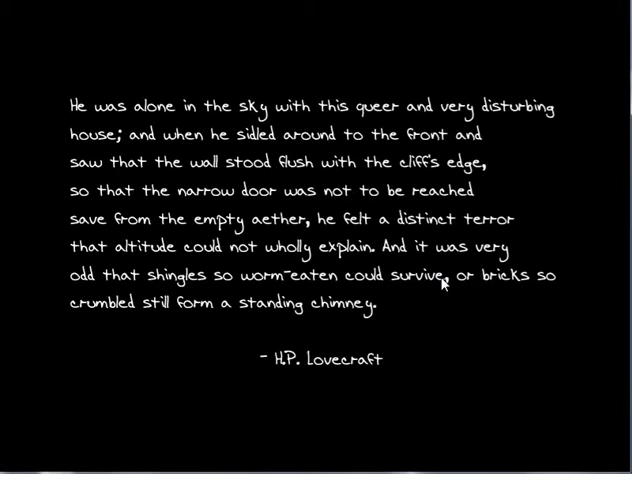 He was alone in the sky with this queer and very disturbing
house; and when he sidled around to the front and
saw that the wall stood flush with the cliff's edge,
so that the narrow door was not to be reached
save from the empty aether, he felt a distinct terror
that altitude could not wholly explain. And it was very
odd that shingles so worm-eaten could survive, or bricks so
crumbled still form a standing chimney.
- H.P. Lovecraft